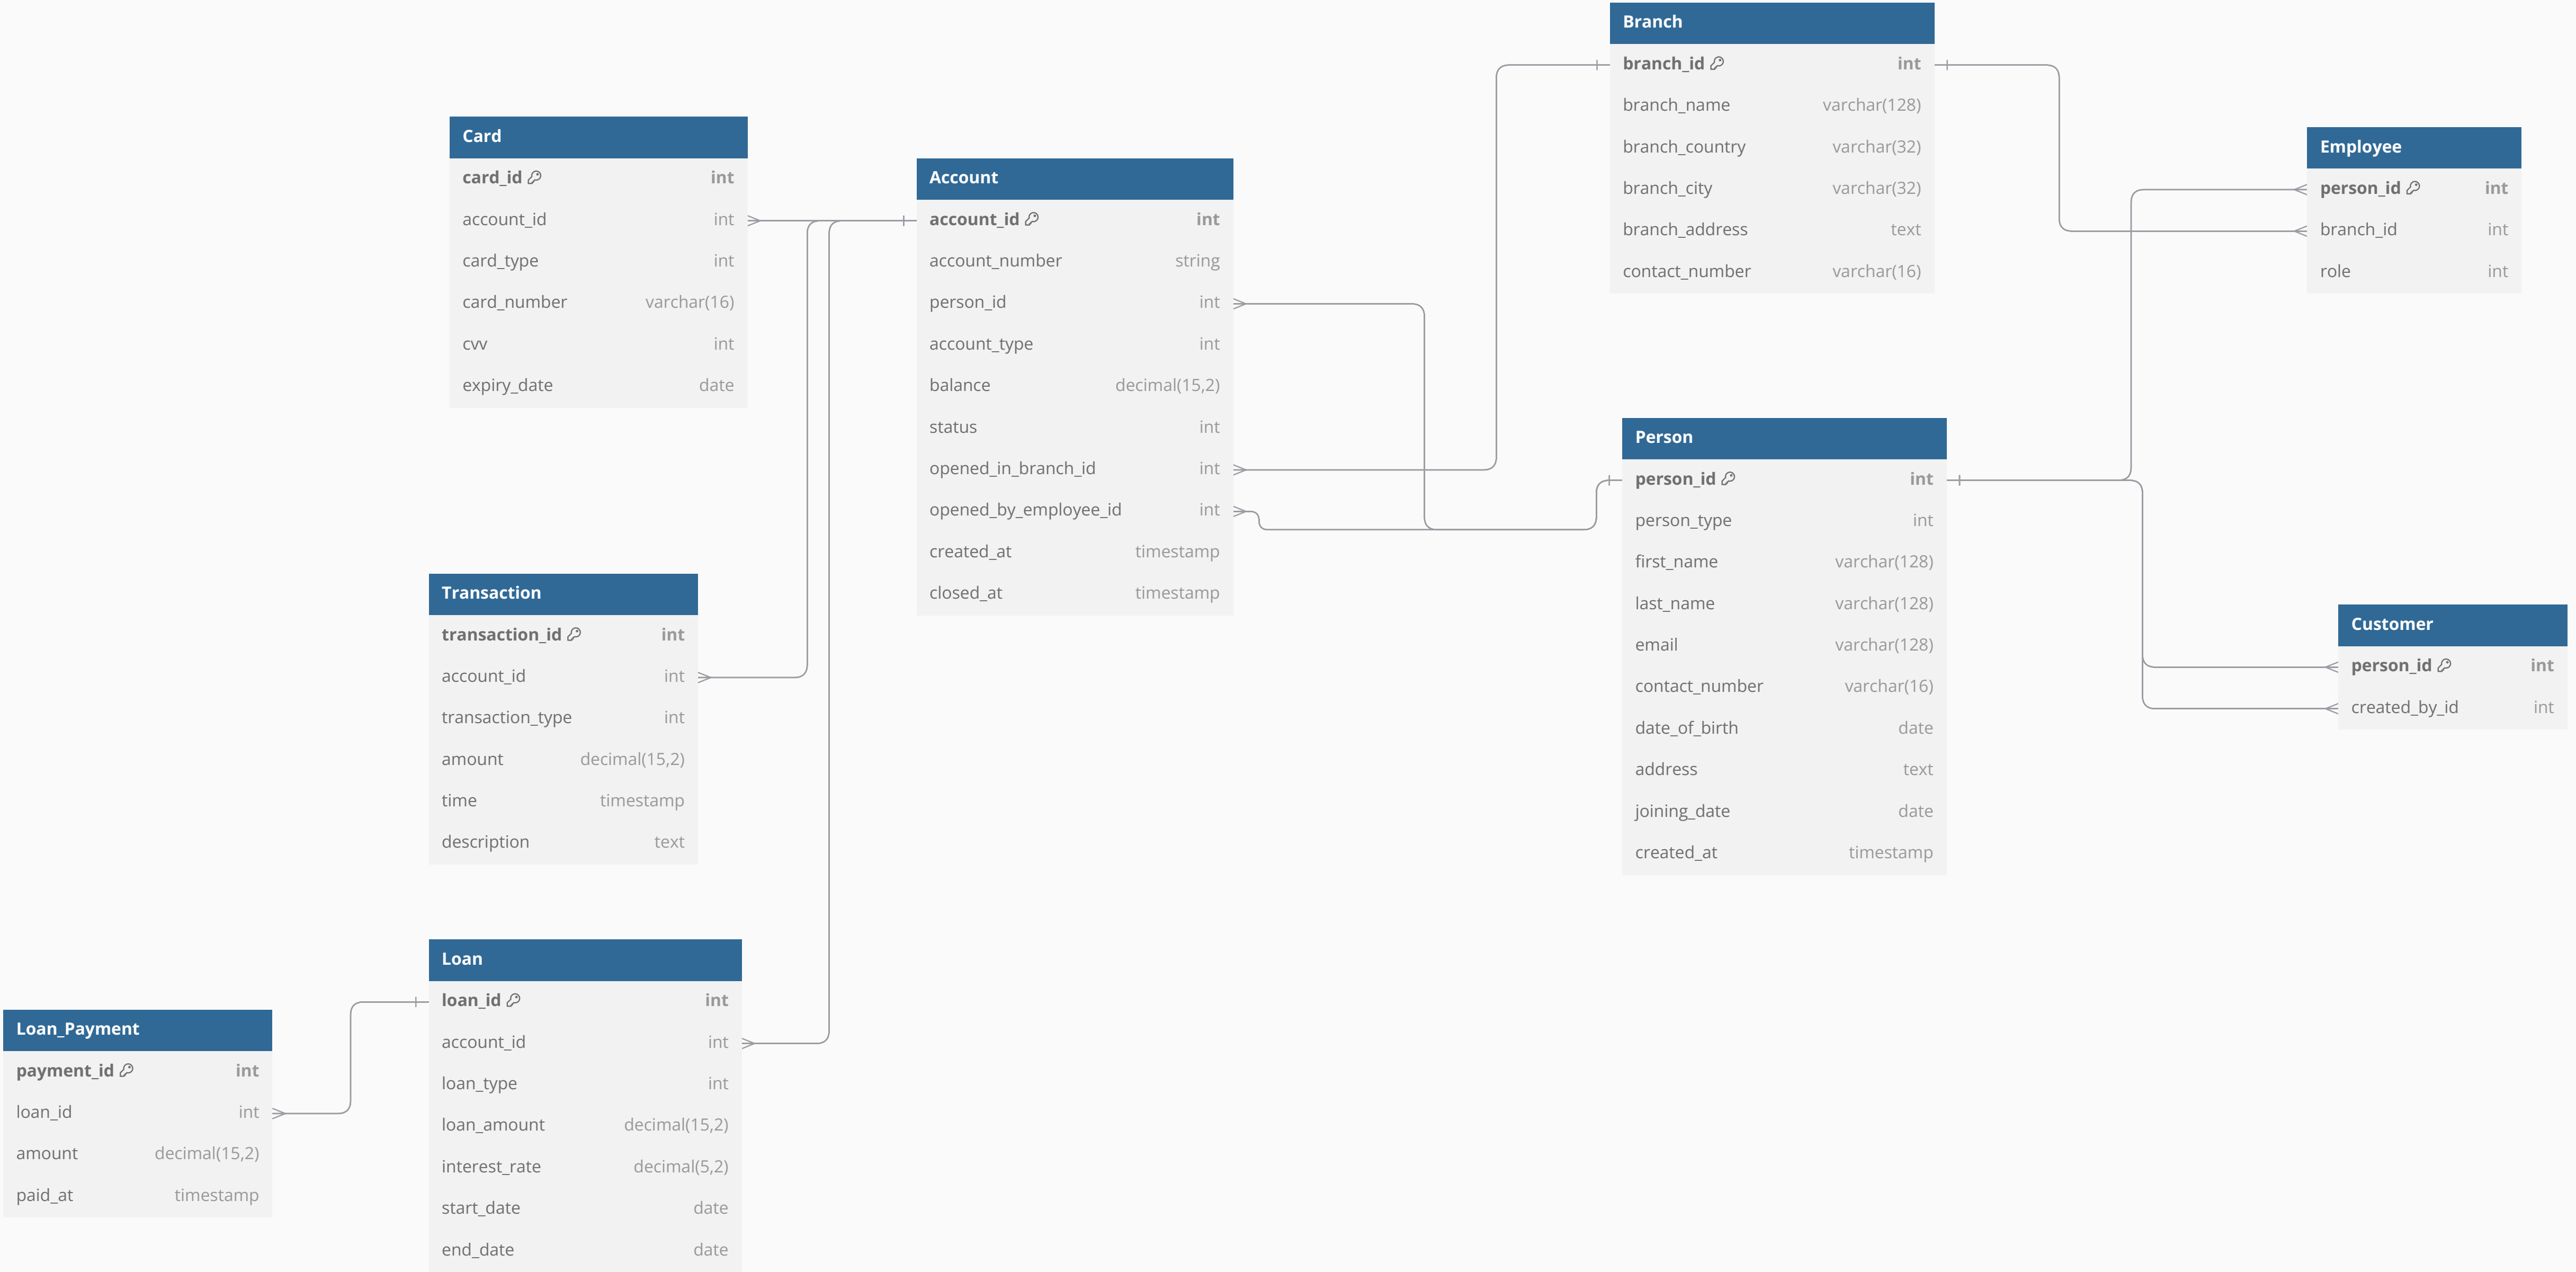 Branch
branch_id int
branch_name varchar(128)
branch_country varchar(32)
branch_city varchar(32)
branch_address text
contact_number varchar(16)
Card
card_id int
account_id int
card_type int
card_number varchar(16)
cvv int
expiry_date date
Account
account_id int
account_number string
person_id int
account_type int
balance decimal(15,2)
status int
opened_in_branch_id int
opened_by_employee_id int
created_at timestamp
closed_at timestamp
Employee
person_id int
branch_id int
role int
Person
person_id int
person_type int
first_name varchar(128)
last_name varchar(128)
email varchar(128)
contact_number varchar(16)
date_of_birth date
address text
joining_date date
created_at timestamp
Customer
person_id int
created_by_id int
Transaction
transaction_id int
account_id int
transaction_type int
amount decimal(15,2)
time timestamp
description text
Loan
loan_id int
account_id int
loan_type int
loan_amount decimal(15,2)
interest_rate decimal(5,2)
start_date date
end_date date
Loan_Payment
payment_id int
loan_id int
amount decimal(15,2)
paid_at timestamp